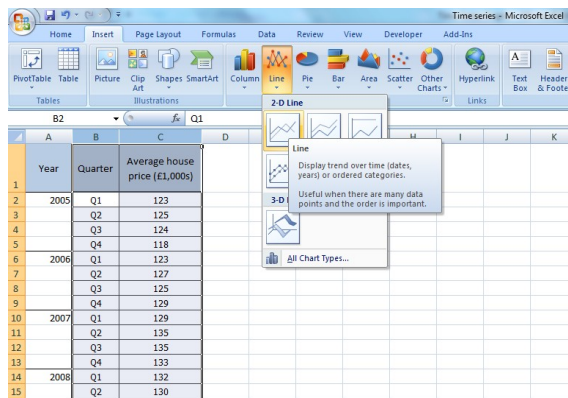 Time series - Microsoft Excel
Home Insert Page Layout Formulas Data Review View Developer Add-Ins
PivotTable Table Picture Clip Art Shapes SmartArt Column Line Pie Bar Area Scatter Other Charts Hyperlink Text Box Header & Foote
Tables Illustrations Links
2-D Line
B2 fx Q1
A B C D H I J K
Line
Display trend over time (dates,
years) or ordered categories.
Useful when there are many data
points and the order is important.
3-D
All Chart Types...
1 Year Quarter Average house
price (£1,000s)
2 2005 Q1 123
3 Q2 125
4 Q3 124
5 Q4 118
6 2006 Q1 123
7 Q2 127
8 Q3 125
9 Q4 129
10 2007 Q1 129
11 Q2 135
12 Q3 135
13 Q4 133
14 2008 Q1 132
15 Q2 130